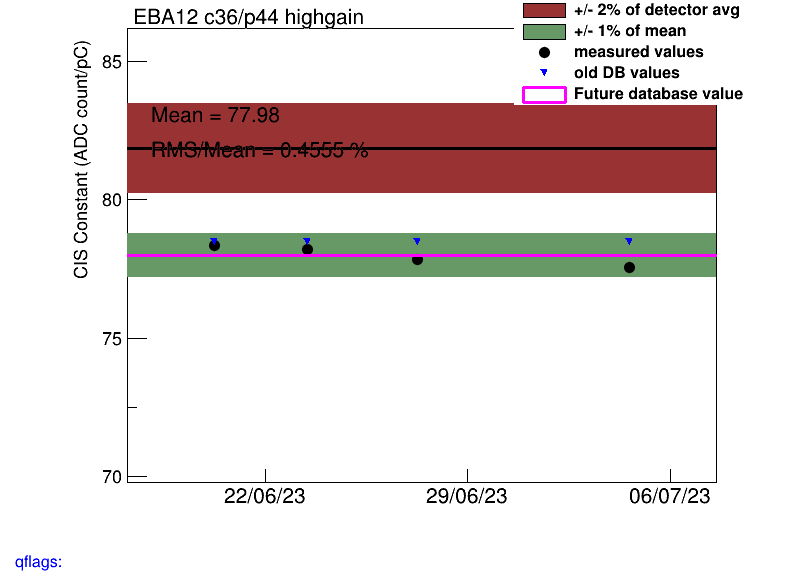 EBA12 c36/p44 highgain
+/- 2% of detector avg
+/- 1% of mean
measured values
old DB values
Future database value
Mean = 77.98
RMS/Mean = 0.4555 %
CIS Constant (ADC count/pC)
85
80
75
70
22/06/23 29/06/23 06/07/23
qflags: